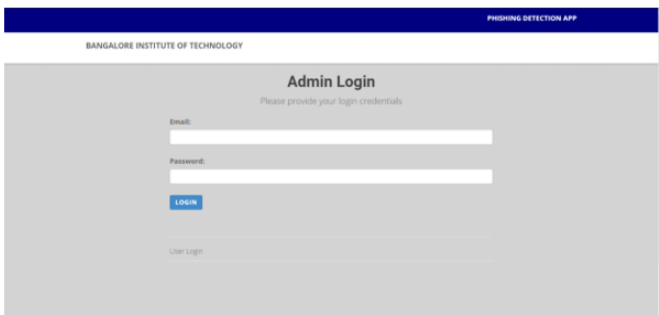 PHISHING DETECTION APP
BANGALORE INSTITUTE OF TECHNOLOGY
Admin Login
Please provide your login credentials
Email:
Password:
LOGIN
User Login